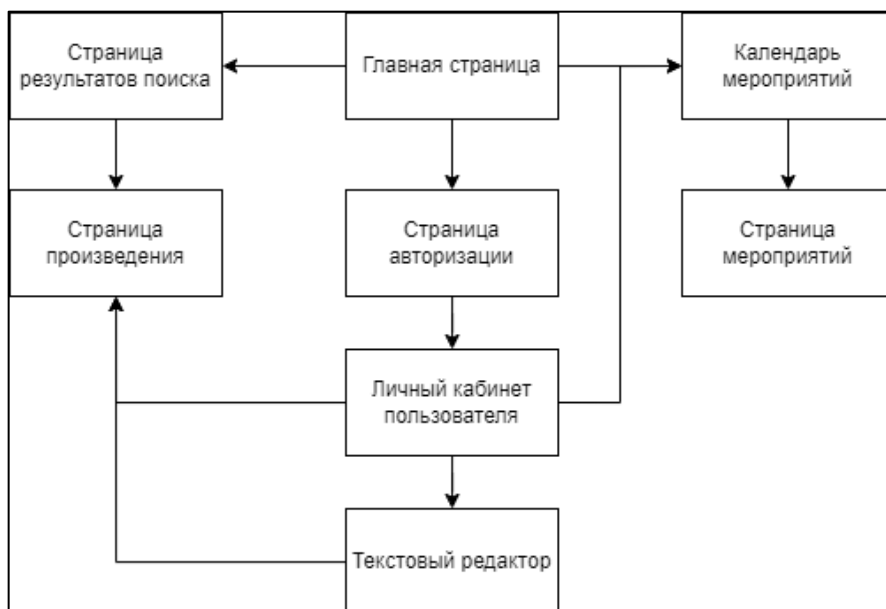 Страница
результатов поиска
Главная страница
Календарь
мероприятий
Страница
произведения
Страница
авторизации
Страница
мероприятий
Личный кабинет
пользователя
Текстовый редактор